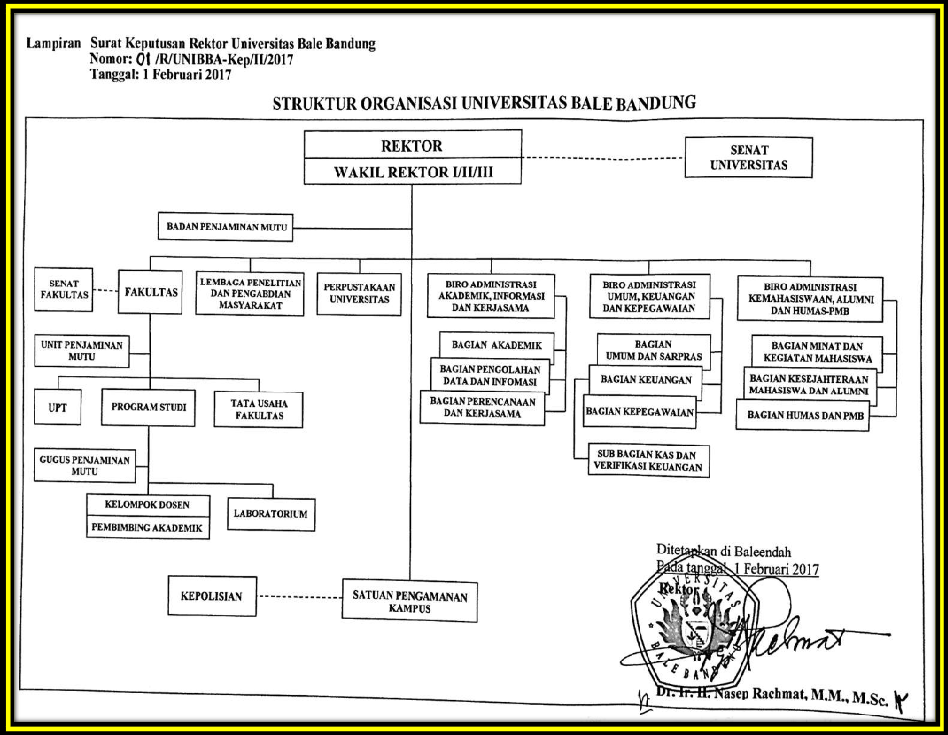 Lampiran Surat Keputusan Rektor Universitas Bale Bandung
Nomor: 01 /R/UNIBBA-Kep/II/2017
Tanggal: 1 Februari 2017
STRUKTUR ORGANISASI UNIVERSITAS BALE BANDUNG
REKTOR
WAKIL REKTOR I/II/III
SENAT
UNIVERSITAS
BADAN PENJAMINAN MUTU
SENAT
FAKULTAS
FAKULTAS
LEMBAGA PENELITIAN
DAN PENGABDIAN
MASYARAKAT
PERPUSTAKAAN
UNIVERSITAS
BIRO ADMINISTRASI
AKADEMIK, INFORMASI
DAN KERJASAMA
BIRO ADMINISTRASI
UMUM, KEUANGAN
DAN KEPEGAWAIAN
BIRO ADMINISTRASI
KEMAHASISWAAN, ALUMNI
DAN HUMAS-PMB
UNIT PENJAMINAN
MUTU
BAGIAN AKADEMIK
BAGIAN PENGOLAHAN
DATA DAN INFOMASI
BAGIAN PERENCANAAN
DAN KERJASAMA
BAGIAN
UMUM DAN SARPRAS
BAGIAN KEUANGAN
BAGIAN KEPEGAWAIAN
SUB BAGIAN KAS DAN
VERIFIKASI KEUANGAN
BAGIAN MINAT DAN
KEGIATAN MAHASISWA
BAGIAN KESEJAHTERAAN
MAHASISWA DAN ALUMNI
BAGIAN HUMAS DAN PMB
UPT
PROGRAM STUDI
TATA USAHA
FAKULTAS
GUGUS PENJAMINAN
MUTU
KELOMPOK DOSEN
PEMBIMBING AKADEMIK
LABORATORIUM
KEPOLISIAN
SATUAN PENGAMANAN
KAMPUS
Ditetapkan di Baleendah
Pada tanggal 1 Februari 2017
Rektor
UNIVERSITAS
BALE BANDUNG
Rachmat
Dr. Ir. H. Nasep Rachmat, M.M., M.Sc.